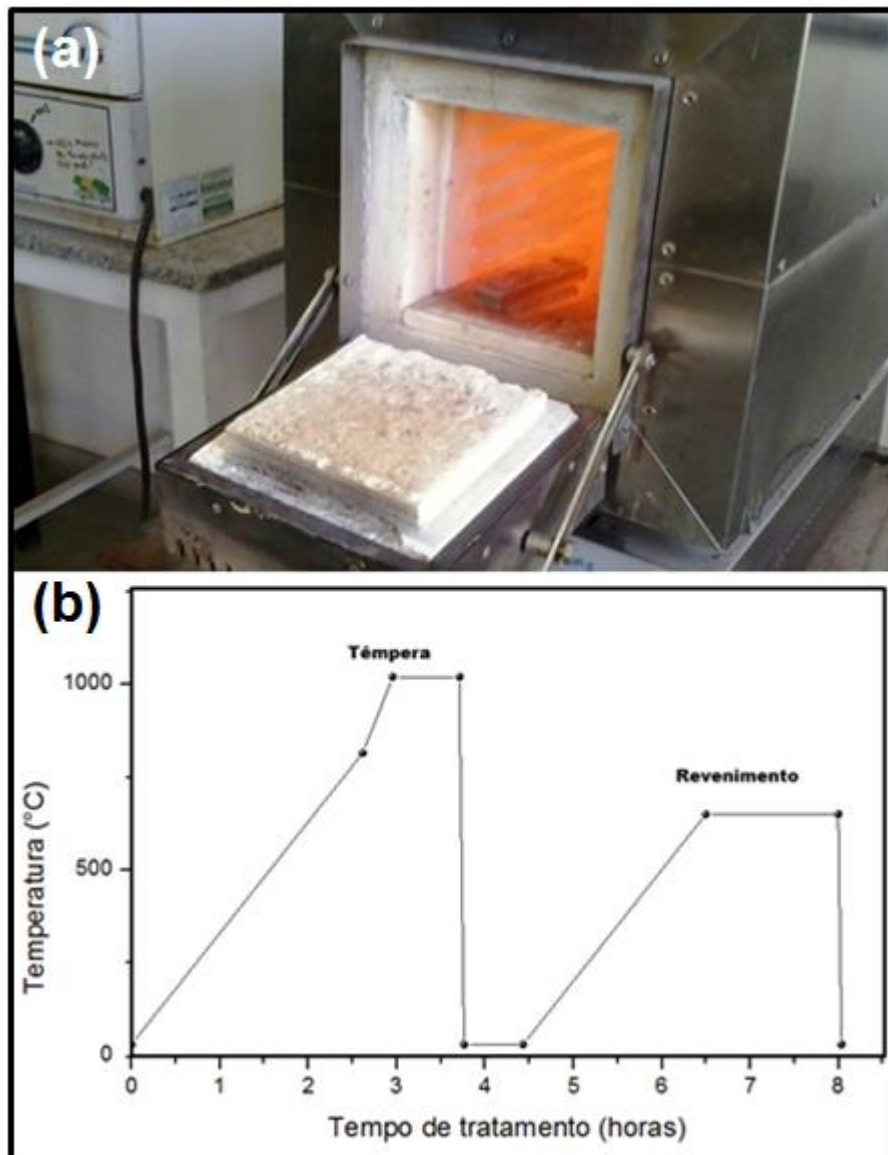 (a)
(b)
Têmpera
Revenimento
1000
500
0
0 1 2 3 4 5 6 7 8
Temperatura (°C)
Tempo de tratamento (horas)